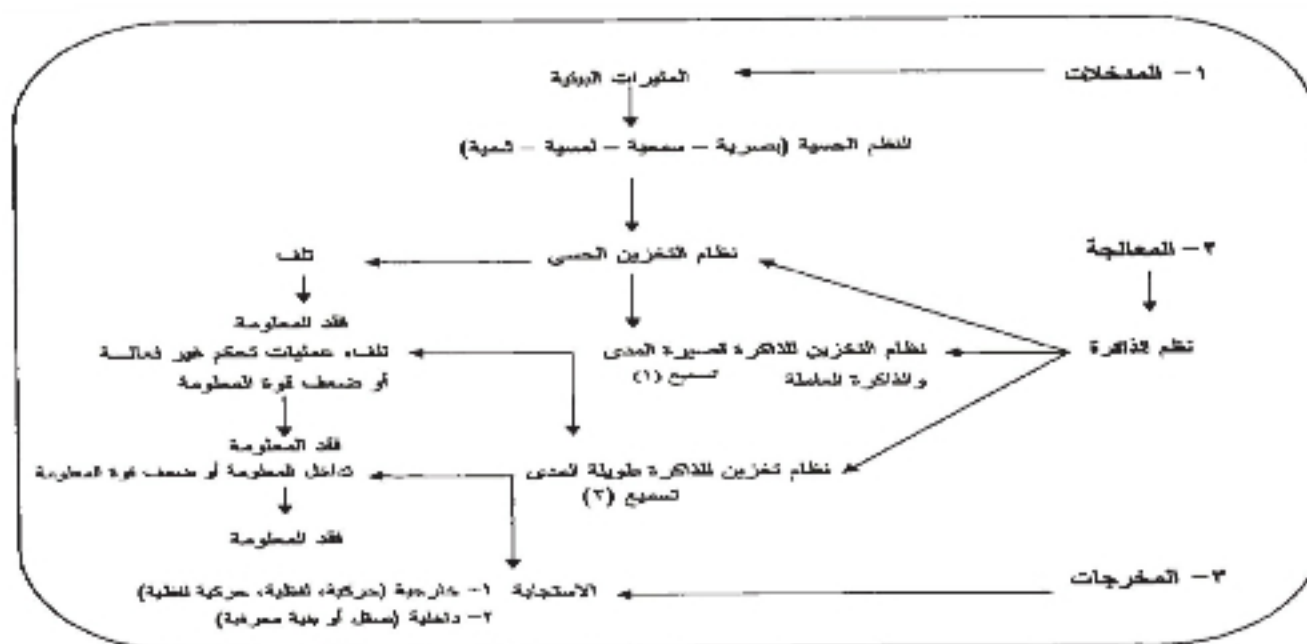 ١- المدخلات
المثيرات البيئية
النظم الحسية (بصرية – سمعية – لمسية – شمية)
٢- المعالجة
نظام التخزين الحسى
تلف
فقد المعلومة
نظم الذاكرة
نظام التخزين للذاكرة قصيرة المدى
والذاكرة العاملة تسميع (١)
تلف، عمليات تحكم غير فعالة
أو ضعف قوة المعلومة
فقد المعلومة
نظام تخزين للذاكرة طويلة المدى
تسميع (٢)
تداخل المعلومة أو ضعف قوة المعلومة
فقد المعلومة
٣- المخرجات
الاستجابة
١- خارجية (حركية، لفظية، حركية لفظية)
٢- داخلية (صقل أو بنية معرفية)